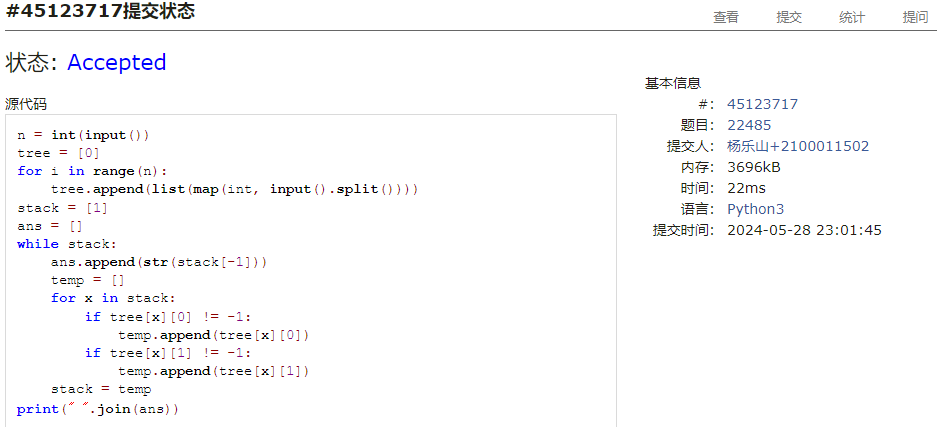 #45123717提交状态
查看 提交 统计 提问
状态: Accepted
源代码
n = int(input())
tree = [0]
for i in range(n):
    tree.append(list(map(int, input().split())))
stack = [1]
ans = []
while stack:
    ans.append(str(stack[-1]))
    temp = []
    for x in stack:
        if tree[x][0] != -1:
            temp.append(tree[x][0])
        if tree[x][1] != -1:
            temp.append(tree[x][1])
    stack = temp
print(" ".join(ans))
基本信息
#: 45123717
题目: 22485
提交人: 杨乐山+2100011502
内存: 3696kB
时间: 22ms
语言: Python3
提交时间: 2024-05-28 23:01:45